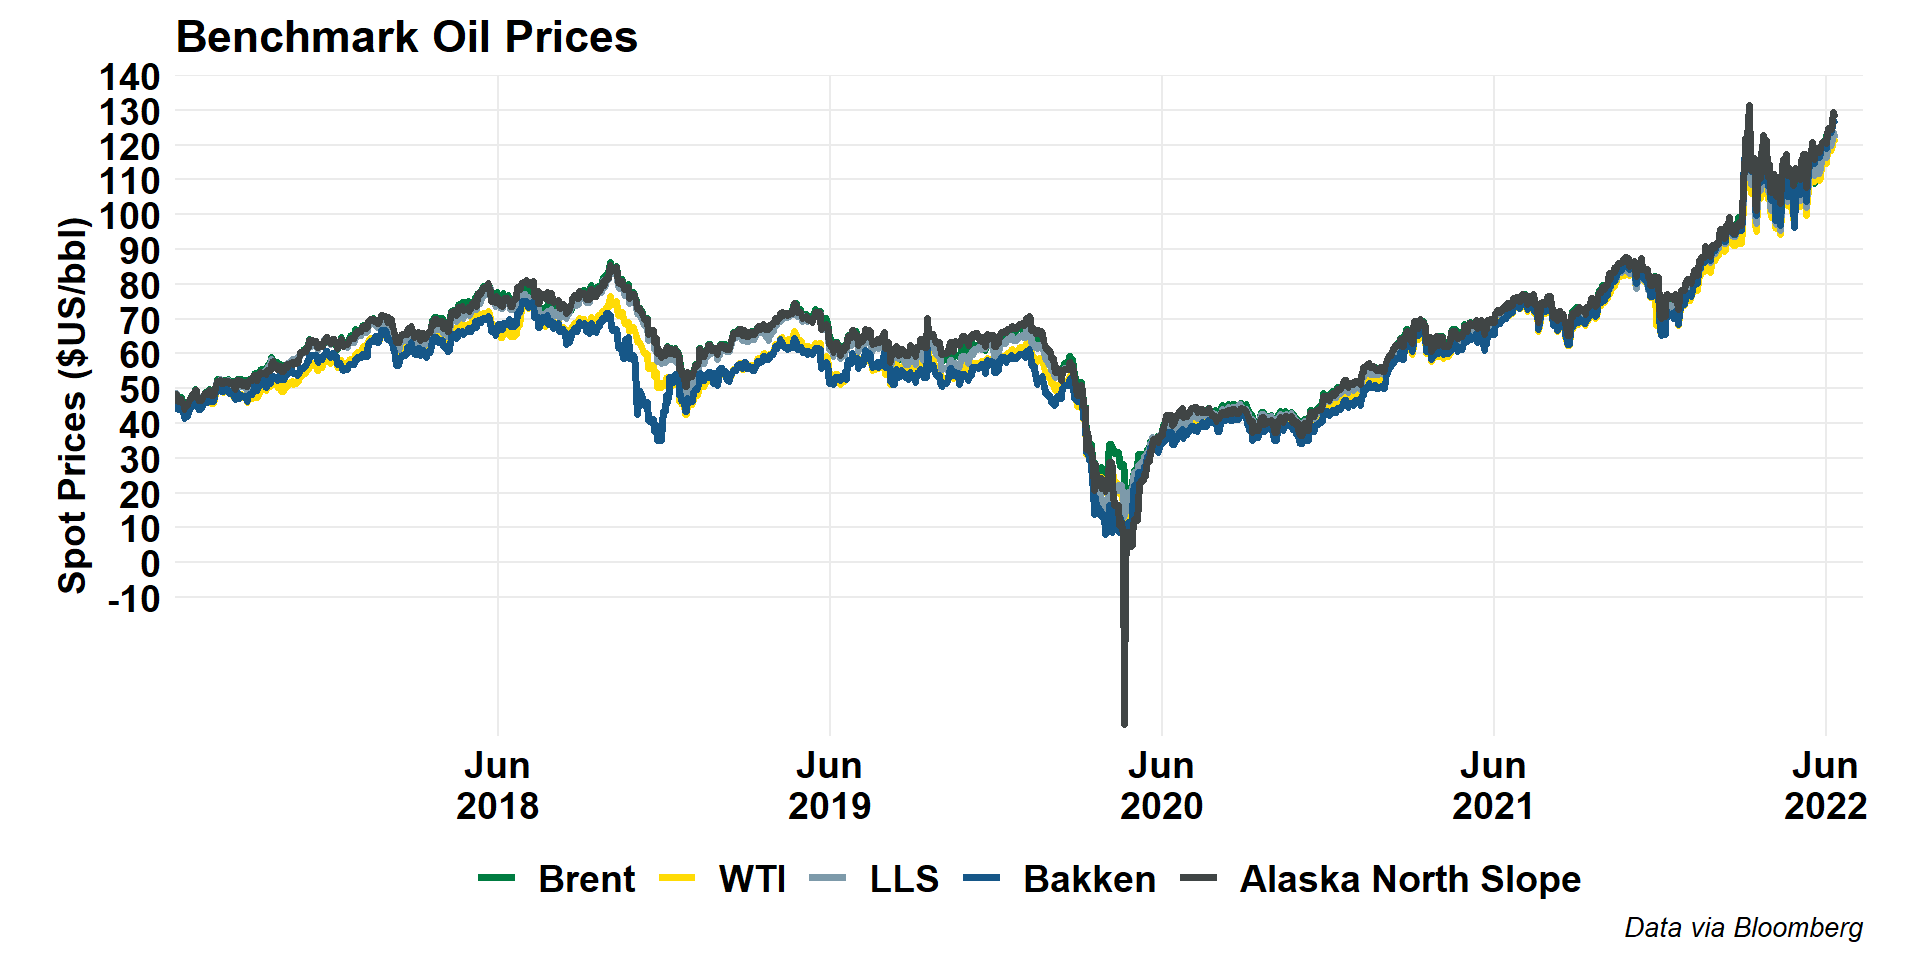 Benchmark Oil Prices
Spot Prices ($US/bbl)
140
130
120
110
100
90
80
70
60
50
40
30
20
10
0
-10
Jun Jun Jun Jun Jun
2018 2019 2020 2021 2022
Brent WTI LLS Bakken Alaska North Slope
Data via Bloomberg